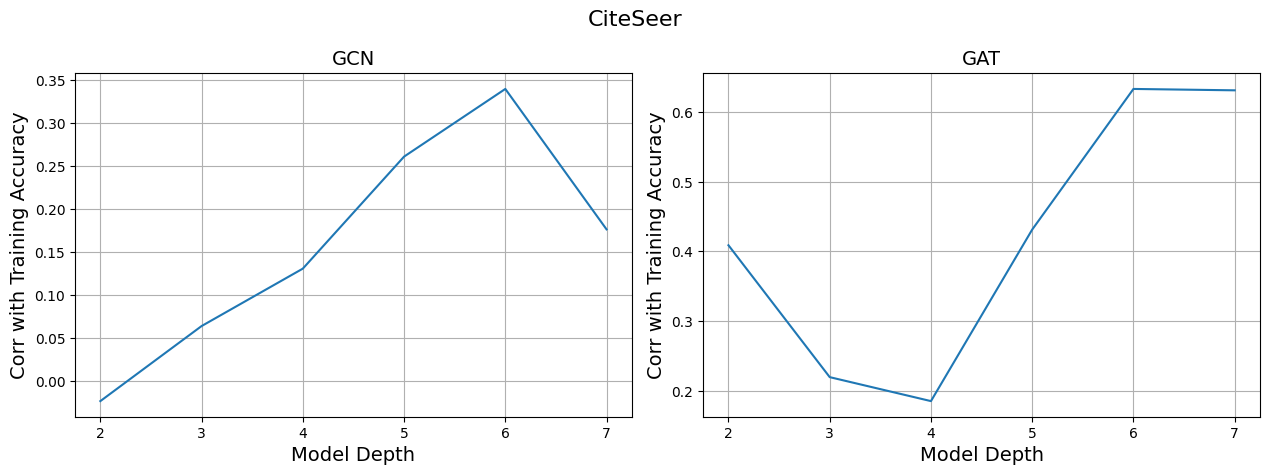 CiteSeer
GCN
Corr with Training Accuracy
0.35
0.30
0.25
0.20
0.15
0.10
0.05
0.00
2 3 4 5 6 7
Model Depth
GAT
Corr with Training Accuracy
0.6
0.5
0.4
0.3
0.2
2 3 4 5 6 7
Model Depth